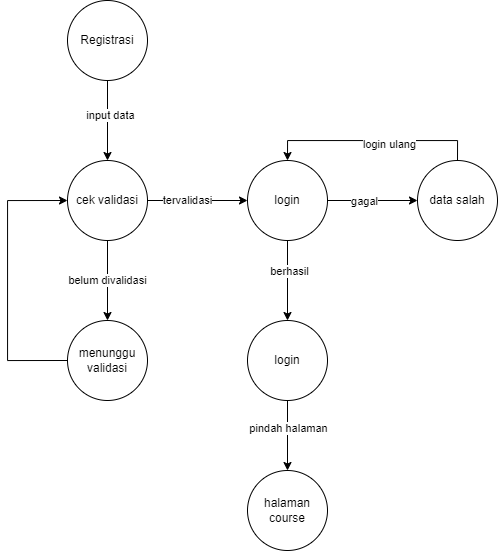 Registrasi
input data
login ulang
cek validasi
tervalidasi
login
gagal
data salah
belum divalidasi
berhasil
menunggu
validasi
login
pindah halaman
halaman
course